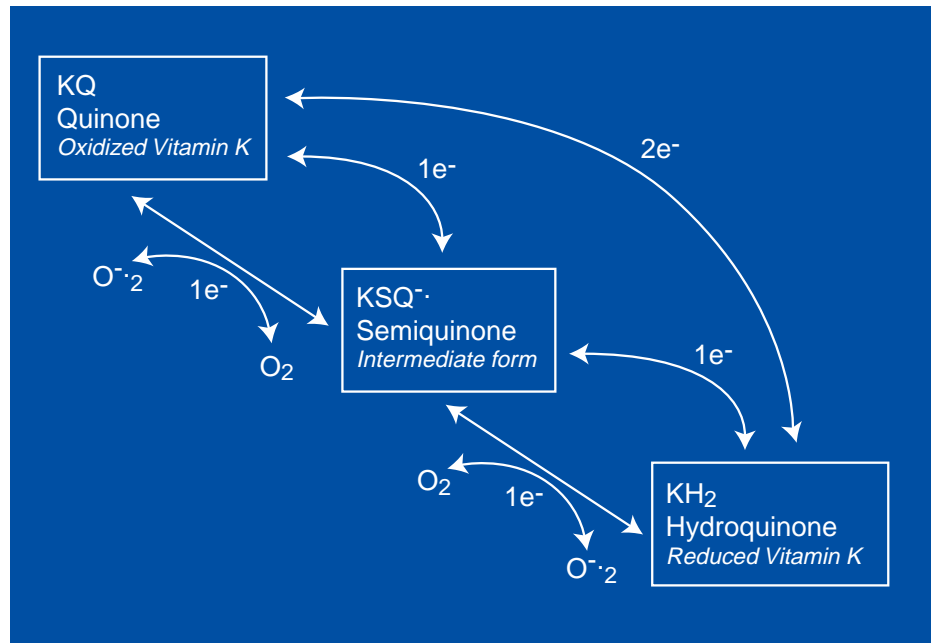 KQ
Quinone
Oxidized Vitamin K
2e⁻
1e⁻
O⁻·₂
1e⁻
O₂
KSQ⁻·
Semiquinone
Intermediate form
1e⁻
O₂
1e⁻
O⁻·₂
KH₂
Hydroquinone
Reduced Vitamin K